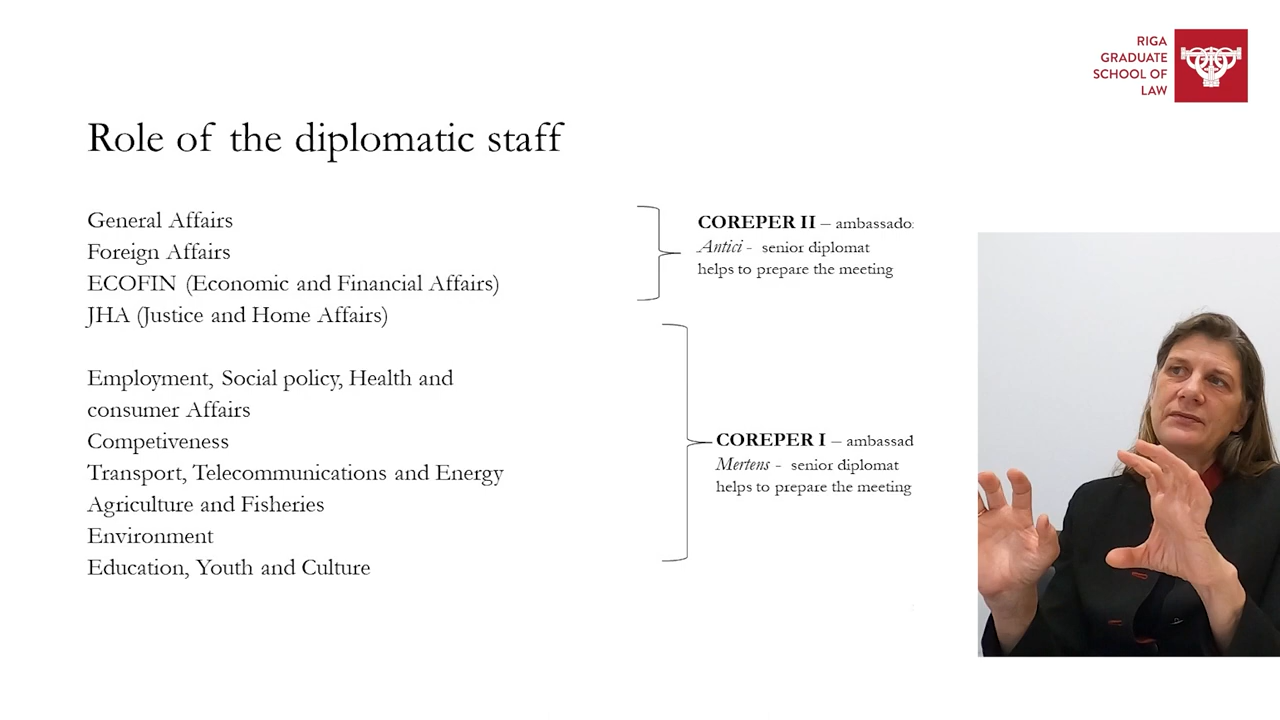 RIGA
GRADUATE
SCHOOL OF
LAW
Role of the diplomatic staff
General Affairs
Foreign Affairs
ECOFIN (Economic and Financial Affairs)
JHA (Justice and Home Affairs)
COREPER II –
Antici - senior diplomat
helps to prepare the meeting
Employment, Social policy, Health and
consumer Affairs
Competiveness
Transport, Telecommunications and Energy
Agriculture and Fisheries
Environment
Education, Youth and Culture
COREPER I – ambassad
Mertens - senior diplomat
helps to prepare the meeting